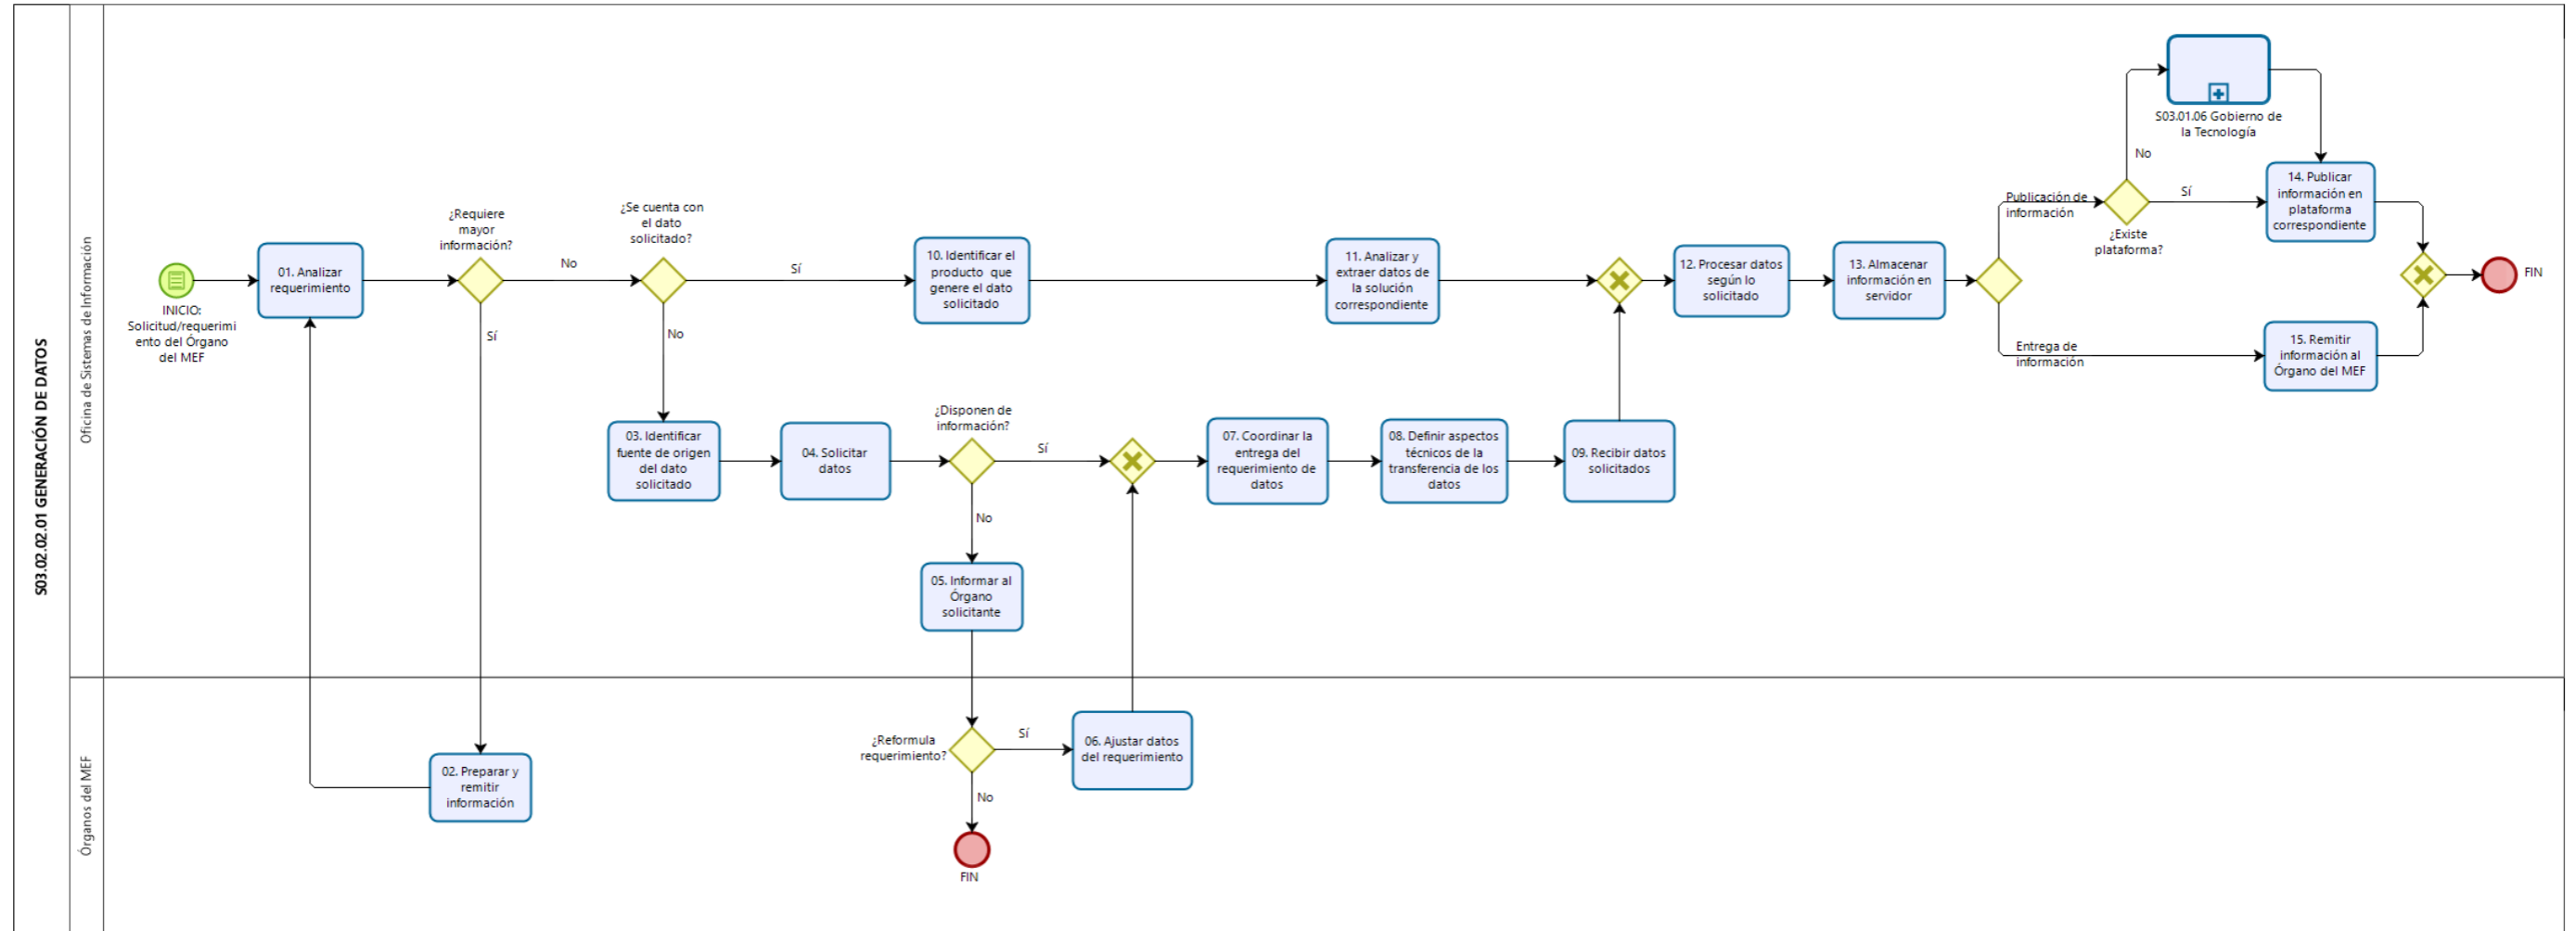 S03.02.02.01 GENERACIÓN DE DATOS
Oficina de Sistemas de Información
INICIO:
Solicitud/requerimi
ento del Órgano
del MEF
01. Analizar
requerimiento
¿Requiere
mayor
información?
No
Sí
¿Se cuenta con
el dato
solicitado?
Sí
No
10. Identificar el
producto que
genere el dato
solicitado
11. Analizar y
extraer datos de
la solución
correspondiente
12. Procesar datos
según lo
solicitado
13. Almacenar
información en
servidor
Publicación de
información
Entrega de
información
¿Existe
plataforma?
No
Sí
S03.01.06 Gobierno de
la Tecnología
14. Publicar
información en
plataforma
correspondiente
15. Remitir
información al
Órgano del MEF
FIN
03. Identificar
fuente de origen
del dato
solicitado
04. Solicitar
datos
¿Disponen de
información?
Sí
No
07. Coordinar la
entrega del
requerimiento de
datos
08. Definir aspectos
técnicos de la
transferencia de los
datos
09. Recibir datos
solicitados
05. Informar al
Órgano
solicitante
Órganos del MEF
02. Preparar y
remitir
información
¿Reformula
requerimiento?
Sí
No
06. Ajustar datos
del requerimiento
FIN